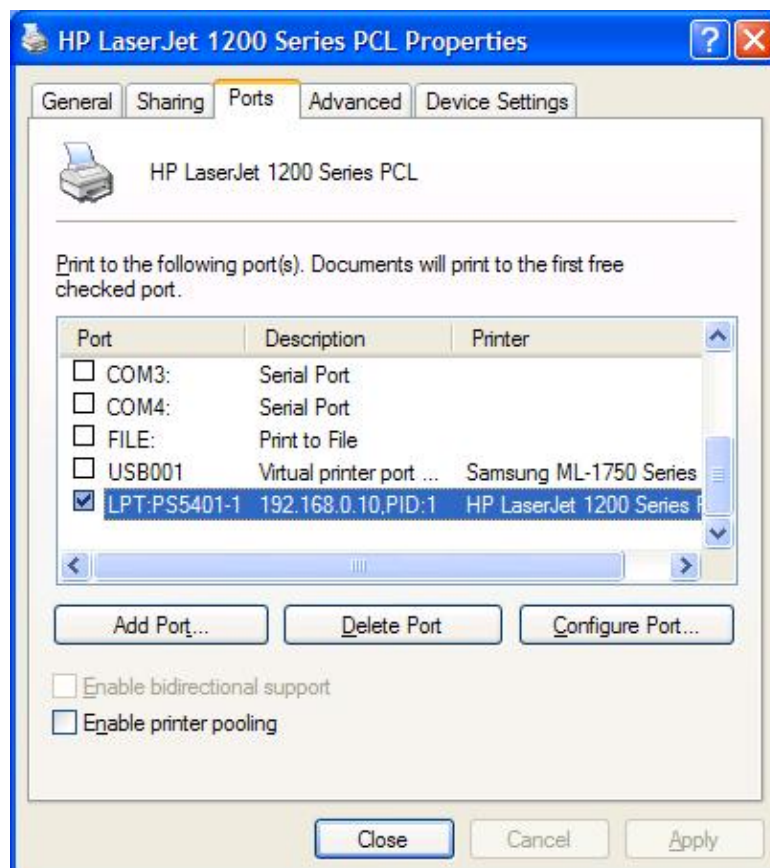 HP LaserJet 1200 Series PCL Properties
General Sharing Ports Advanced Device Settings
HP LaserJet 1200 Series PCL
Print to the following port(s). Documents will print to the first free
checked port.
Port Description Printer
COM3: Serial Port
COM4: Serial Port
FILE: Print to File
USB001 Virtual printer port ... Samsung ML-1750 Series
LPT:PS5401-1 192.168.0.10,PID:1 HP LaserJet 1200 Series
Add Port... Delete Port Configure Port...
Enable bidirectional support
Enable printer pooling
Close Cancel Apply